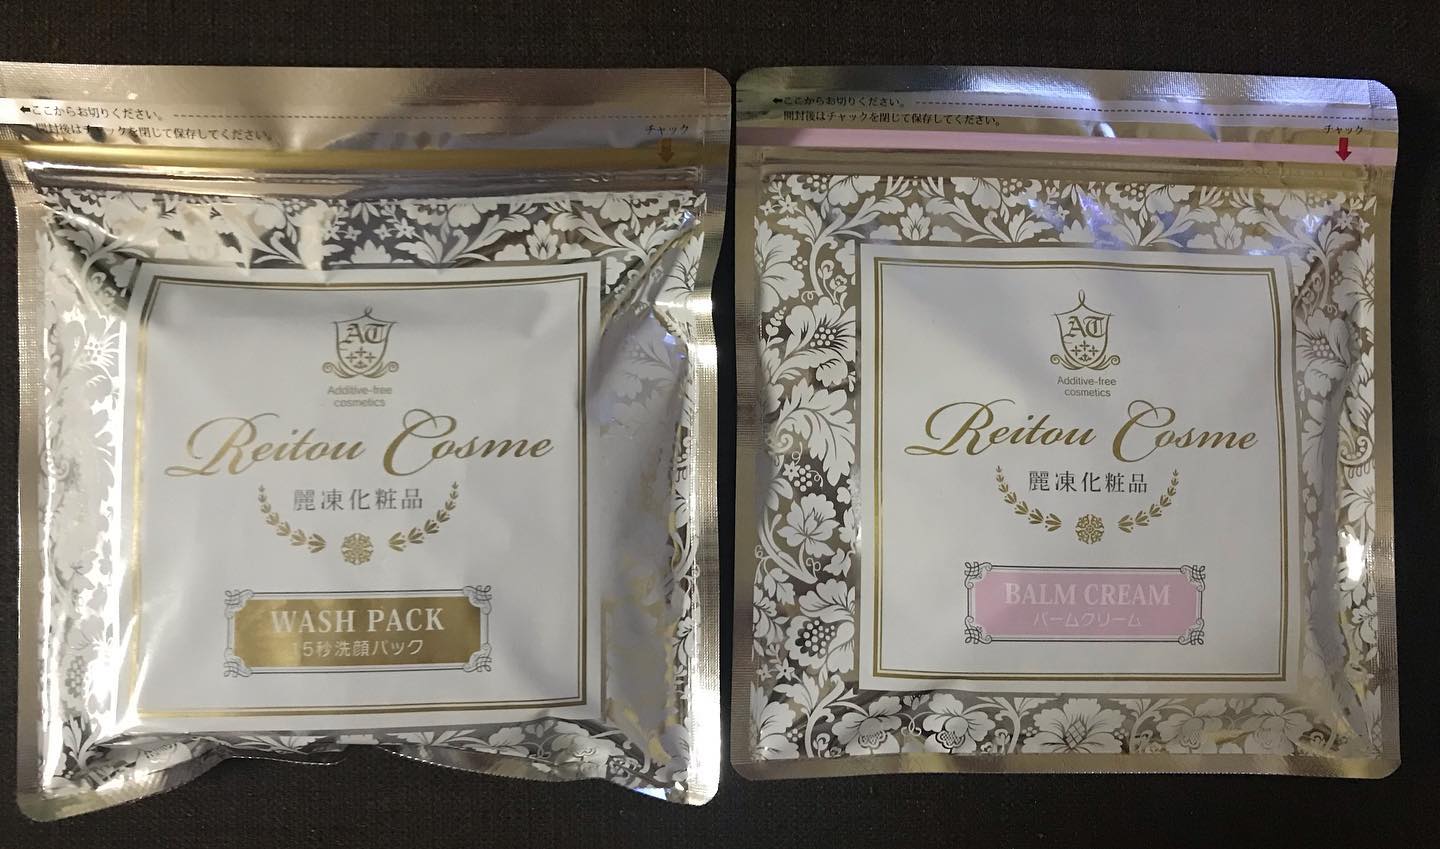 ⬅ここからお切りください。
開封後はチャックを閉じて保存してください。
チャック
AT
Additive-free
cosmetics
Reitou Cosme
麗凍化粧品
WASH PACK
15秒洗顔パック
⬅ここからお切りください。
開封後はチャックを閉じて保存してください。
チャック
AT
Additive-free
cosmetics
Reitou Cosme
麗凍化粧品
BALM CREAM
バームクリーム